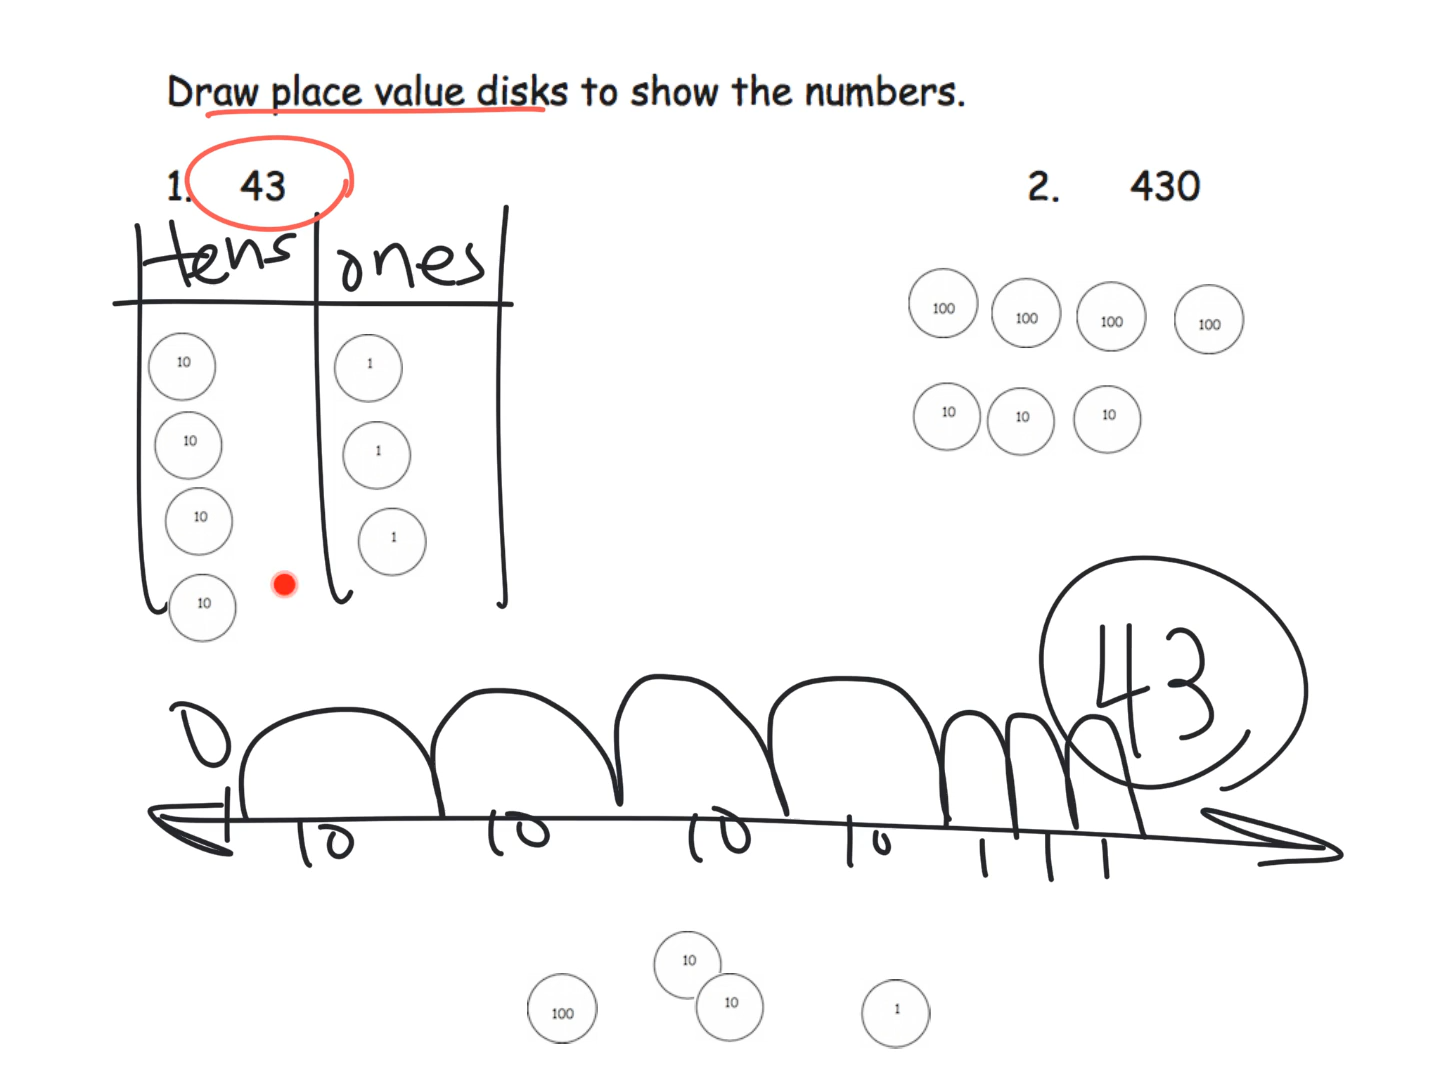 Draw place value disks to show the numbers.
1. 43
2. 430
tens ones
10 1
10 1
10 1
10
100 100 100 100
10 10 10
43
0
10 10 10 10 1 1 1
10
100 10 1